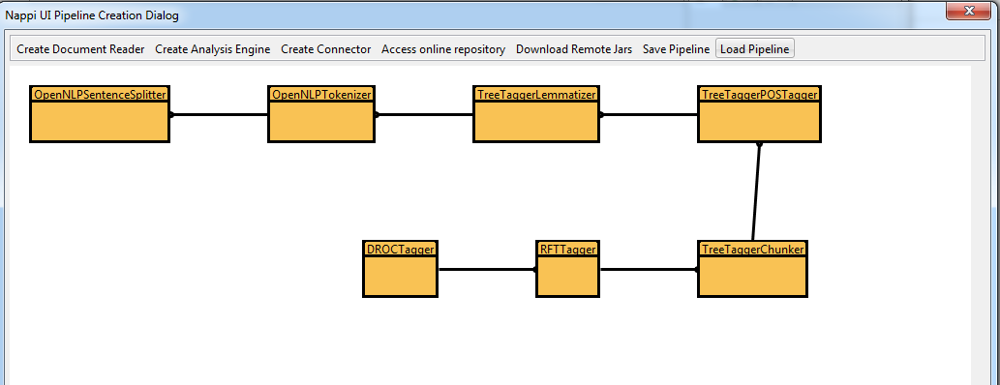 Nappi UI Pipeline Creation Dialog
Create Document Reader Create Analysis Engine Create Connector Access online repository Download Remote Jars Save Pipeline Load Pipeline
OpenNLPSentenceSplitter OpenNLPTokenizer TreeTaggerLemmatizer TreeTaggerPOSTagger
DROCTagger RFTTagger TreeTaggerChunker